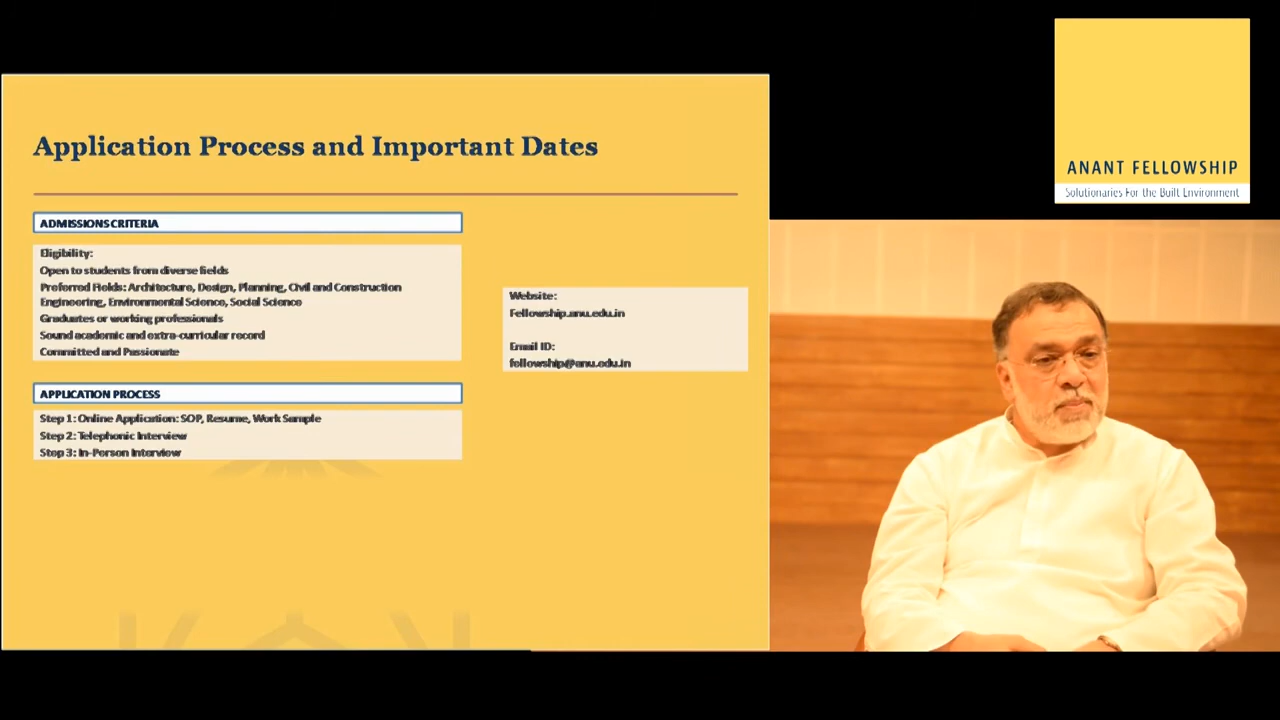 Application Process and Important Dates
ADMISSIONS CRITERIA
Eligibility:
Open to students from diverse fields
Preferred Fields: Architecture, Design, Planning, Civil and Construction
Engineering, Environmental Science, Social Science
Graduates or working professionals
Sound academic and extra-curricular record
Committed and Passionate
APPLICATION PROCESS
Step 1: Online Application: SOP, Resume, Work Sample
Step 2: Telephonic Interview
Step 3: In-Person Interview
Website:
Fellowship.anu.edu.in
Email ID:
fellowship@anu.edu.in
ANANT FELLOWSHIP
Solutionaries For the Built Environment